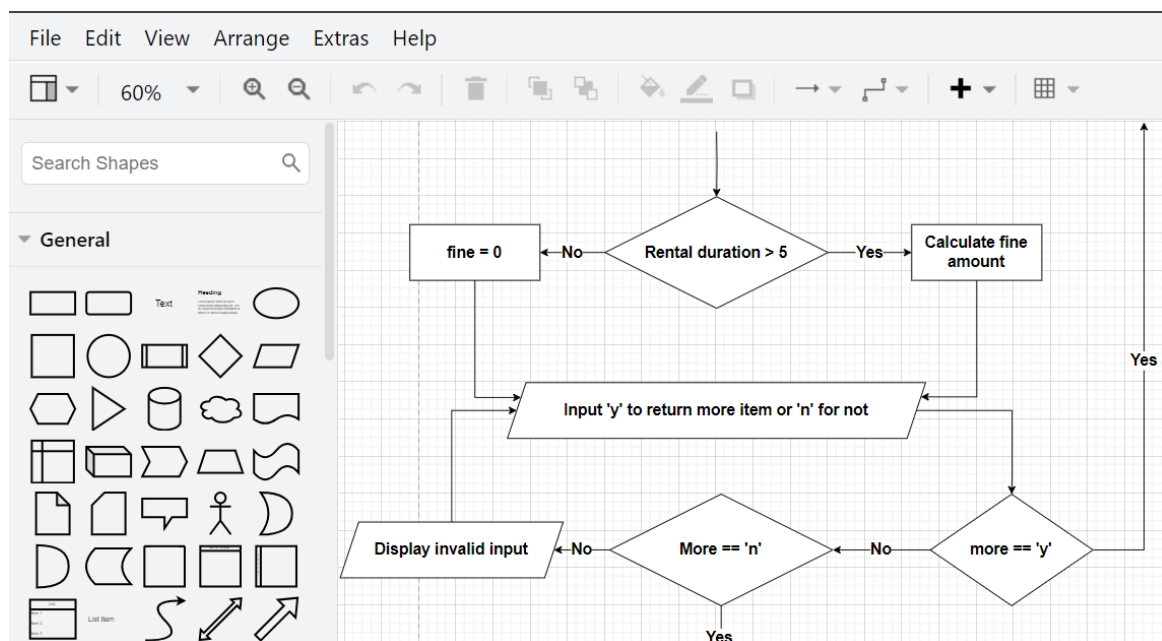 File Edit View Arrange Extras Help
60%
Search Shapes
General
Text
Heading
List Item
Rental duration > 5
No
Yes
fine = 0
Calculate fine
amount
Yes
Input 'y' to return more item or 'n' for not
Display invalid input
No
More == 'n'
No
more == 'y'
Yes